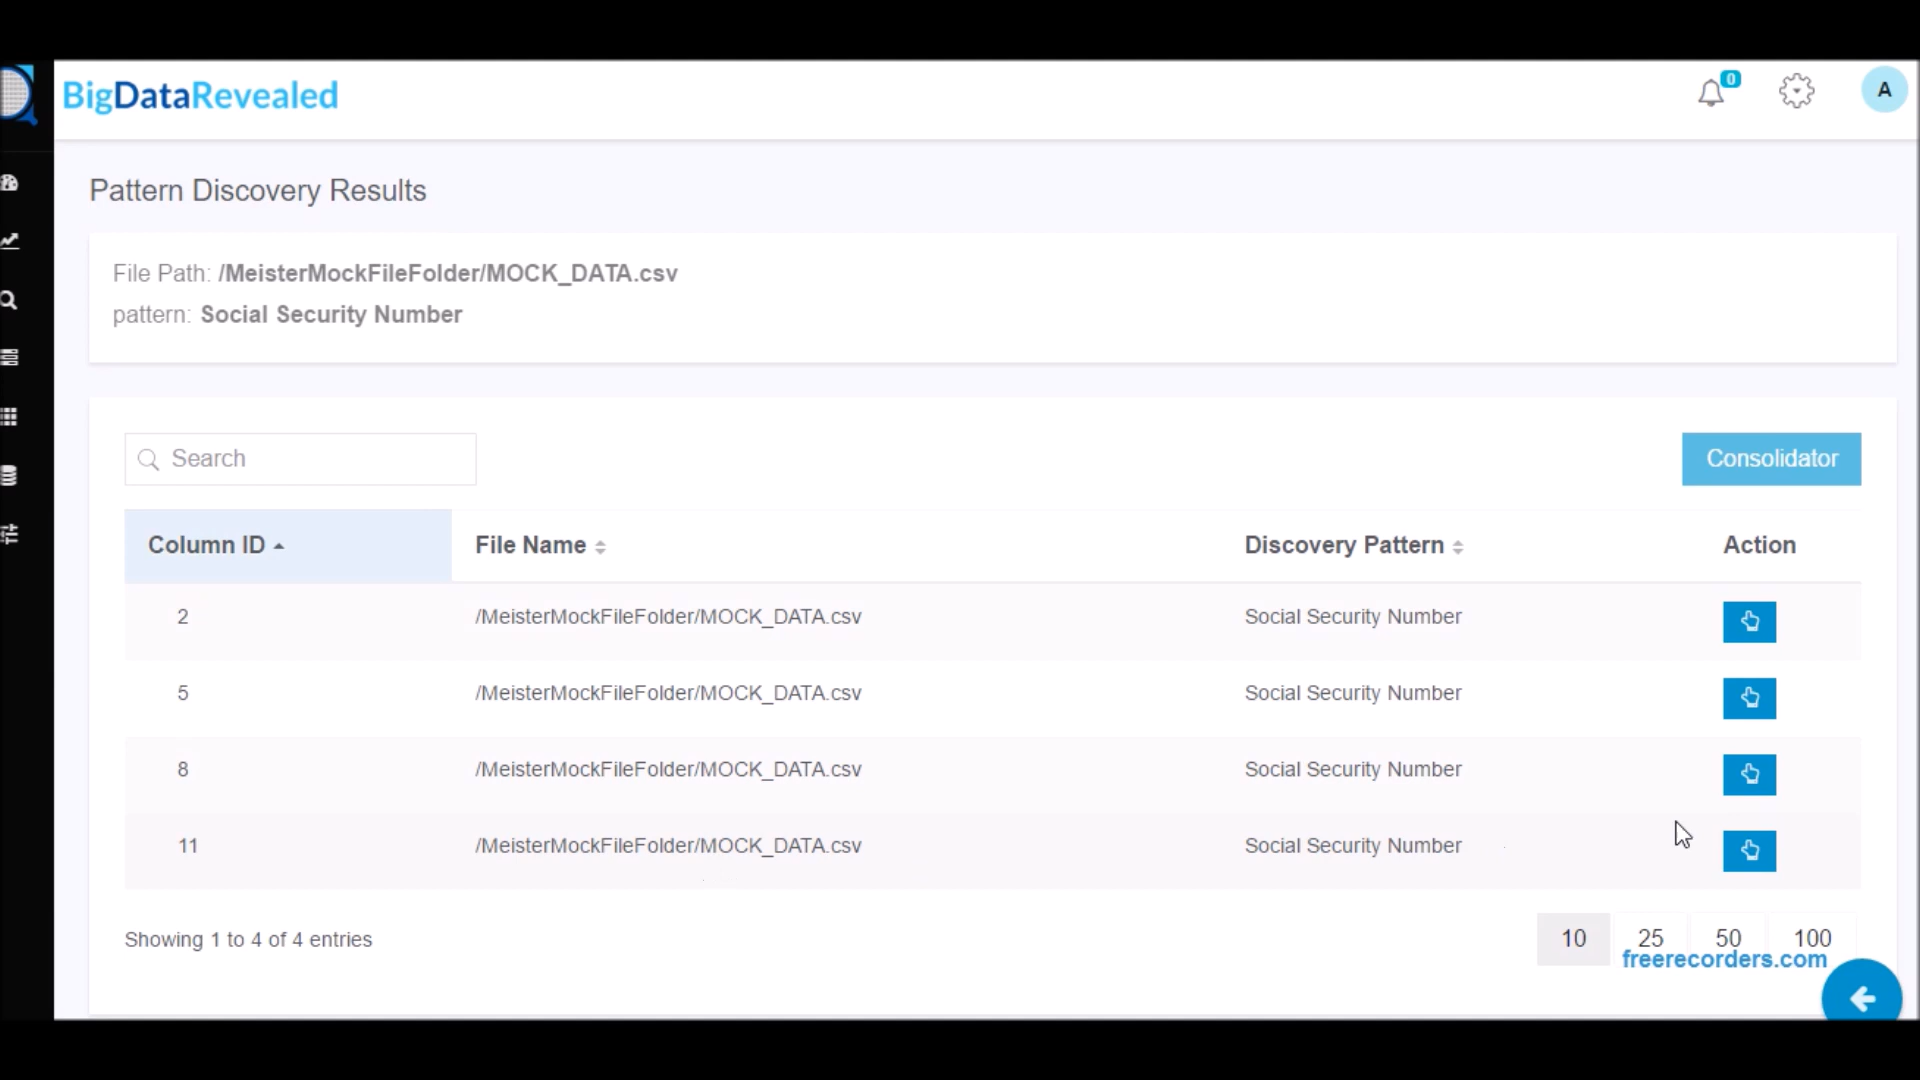 BigDataRevealed
0
A
Pattern Discovery Results
File Path: /MeisterMockFileFolder/MOCK_DATA.csv
pattern: Social Security Number
Search
Consolidator
Column ID File Name Discovery Pattern Action
2 /MeisterMockFileFolder/MOCK_DATA.csv Social Security Number
5 /MeisterMockFileFolder/MOCK_DATA.csv Social Security Number
8 /MeisterMockFileFolder/MOCK_DATA.csv Social Security Number
11 /MeisterMockFileFolder/MOCK_DATA.csv Social Security Number
Showing 1 to 4 of 4 entries 10 25 50 100
freerecorders.com